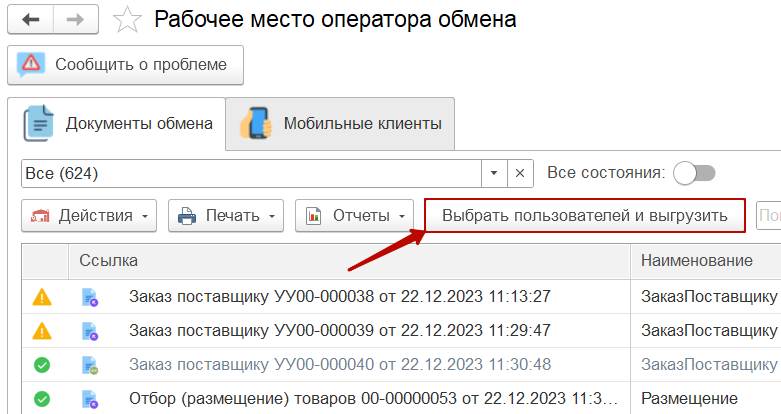 Рабочее место оператора обмена
Сообщить о проблеме
Документы обмена
Мобильные клиенты
Все (624)
Все состояния:
Действия
Печать
Отчеты
Выбрать пользователей и выгрузить
Ссылка
Наименование
Заказ поставщику УУ00-000038 от 22.12.2023 11:13:27
ЗаказПоставщику
Заказ поставщику УУ00-000039 от 22.12.2023 11:29:47
ЗаказПоставщику
Заказ поставщику УУ00-000040 от 22.12.2023 11:30:48
ЗаказПоставщику
Отбор (размещение) товаров 00-00000053 от 22.12.2023 11:3...
Размещение